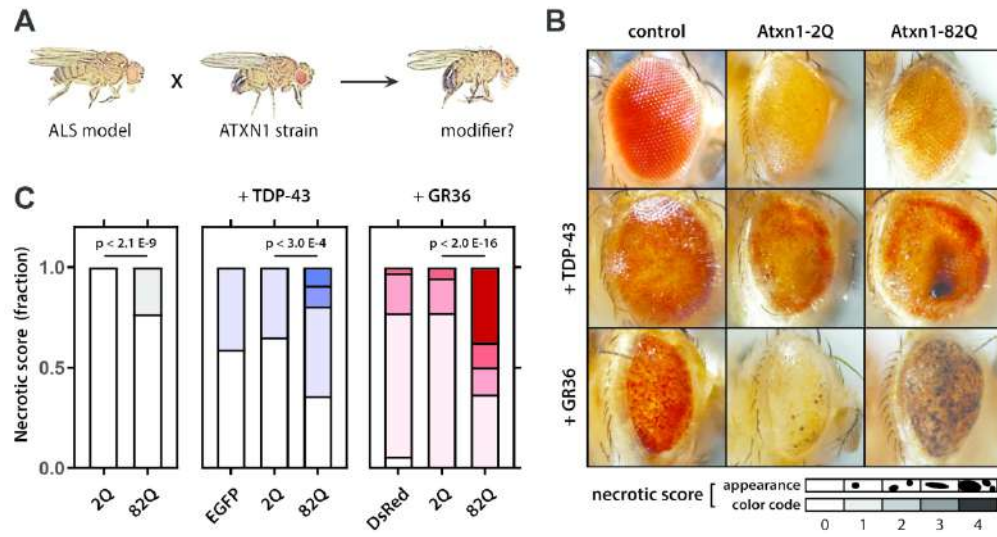 A
ALS model
X
ATXN1 strain
modifier?
B
control
Atxn1-2Q
Atxn1-82Q
+ TDP-43
+ GR36
necrotic score
appearance
color code
0 1 2 3 4
C
+ TDP-43
+ GR36
p < 2.1 E-9
p < 3.0 E-4
p < 2.0 E-16
Necrotic score (fraction)
1.0
0.5
0.0
2Q
82Q
EGFP
2Q
82Q
DsRed
2Q
82Q